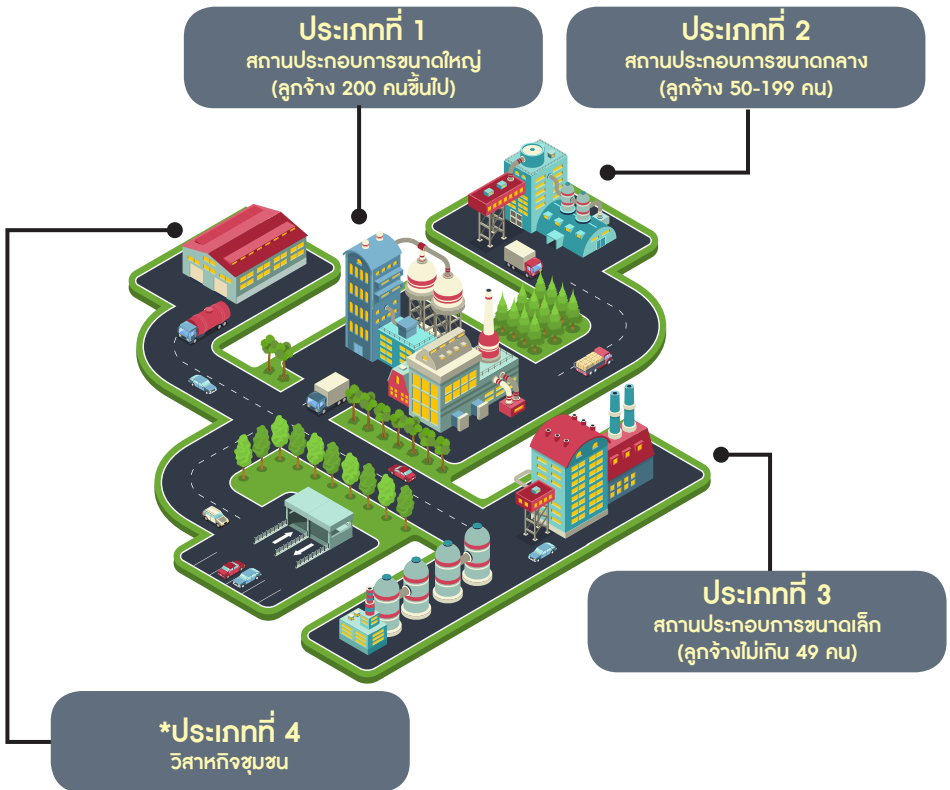 ประเภทที่ 1
สถานประกอบการขนาดใหญ่
(ลูกจ้าง 200 คนขึ้นไป)
ประเภทที่ 2
สถานประกอบการขนาดกลาง
(ลูกจ้าง 50-199 คน)
ประเภทที่ 3
สถานประกอบการขนาดเล็ก
(ลูกจ้างไม่เกิน 49 คน)
*ประเภทที่ 4
วิสาหกิจชุมชน